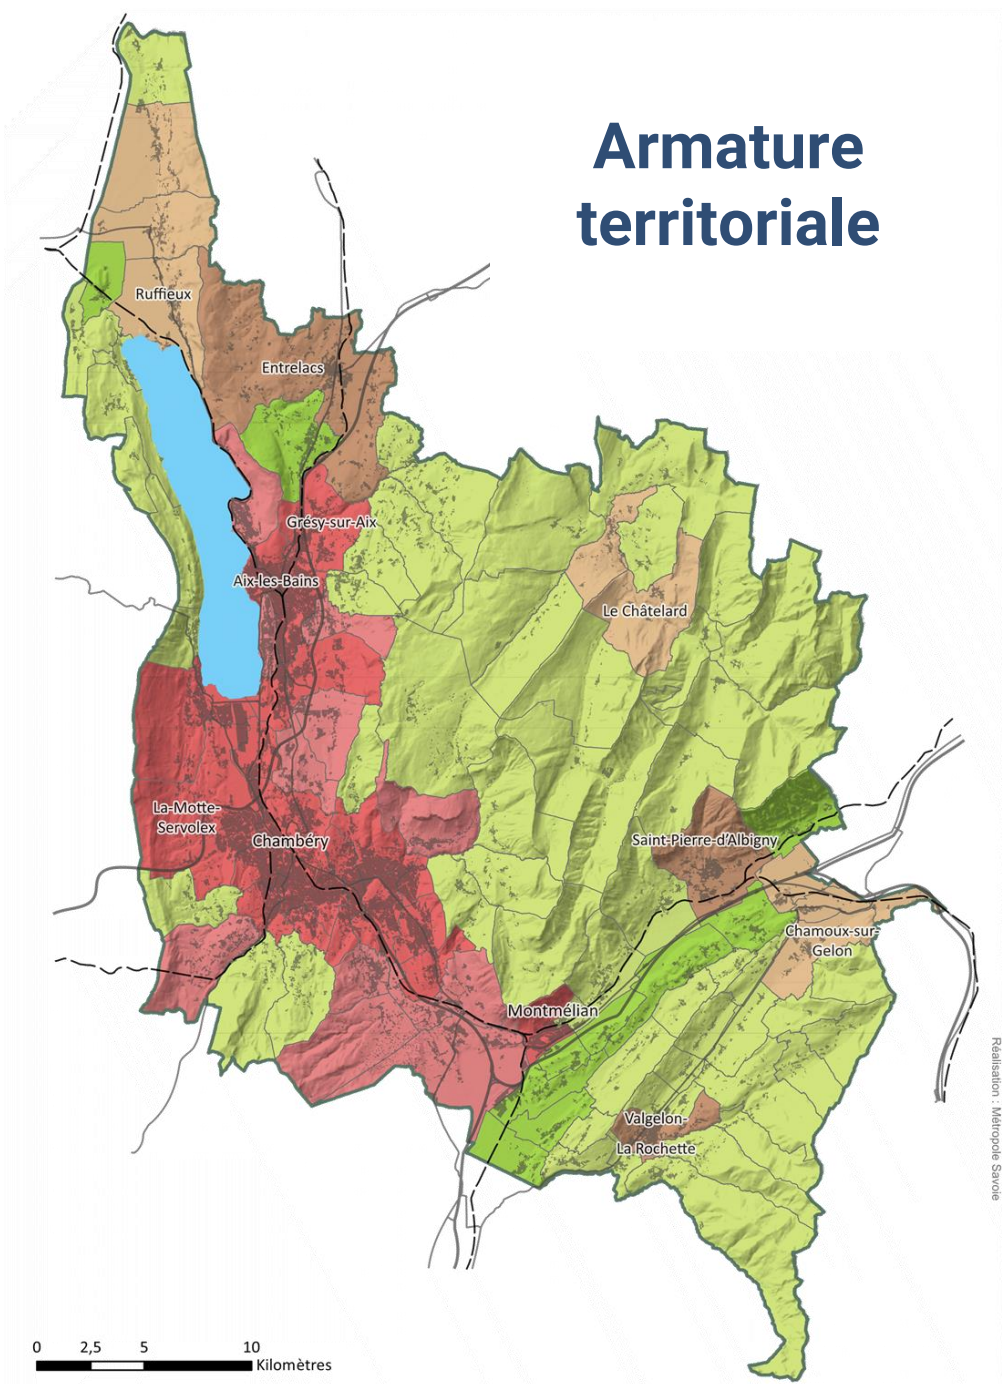 Armature
territoriale
Ruffieux
Entrelacs
Grésy-sur-Aix
Aix-les-Bains
Le Châtelard
La-Motte-
Servolex
Chambéry
Saint-Pierre-d'Albigny
Chamoux-sur-
Gelon
Montmélian
Valgelon-
La Rochette
Réalisation : Métropole Savoie
0 2,5 5 10
Kilomètres